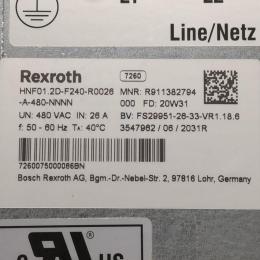 Line/Netz
Rexroth 7260
HNF01.2D-F240-R0026 MNR: R911382794
-A-480-NNNN 000 FD: 20W31
UN: 480 VAC IN: 26 A BV: FS29951-26-33-VR1.18.6
f: 50 - 60 Hz TA: 40°C 3547962 / 06 / 2031R
7260075000066BN
Bosch Rexroth AG, Bgm.-Dr.-Nebel-Str. 2, 97816 Lohr, Germany
US